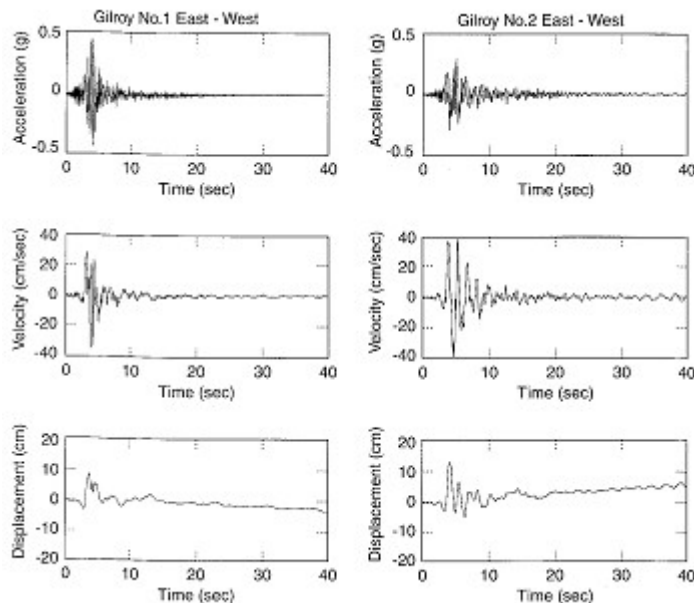 Gilroy No.1 East - West
Acceleration (g)
0.5
0
-0.5
0 10 20 30 40
Time (sec)
Gilroy No.2 East - West
Acceleration (g)
0.5
0
0.5
0 10 20 30 40
Time (sec)
Velocity (cm/sec)
40
20
0
-20
-40
0 10 20 30 40
Time (sec)
Velocity (cm/sec)
40
20
0
-20
-40
0 10 20 30 40
Time (sec)
Displacement (cm)
20
10
0
-10
-20
0 10 20 30 40
Time (sec)
Displacement (cm)
20
10
0
-10
-20
0 10 20 30 40
Time (sec)